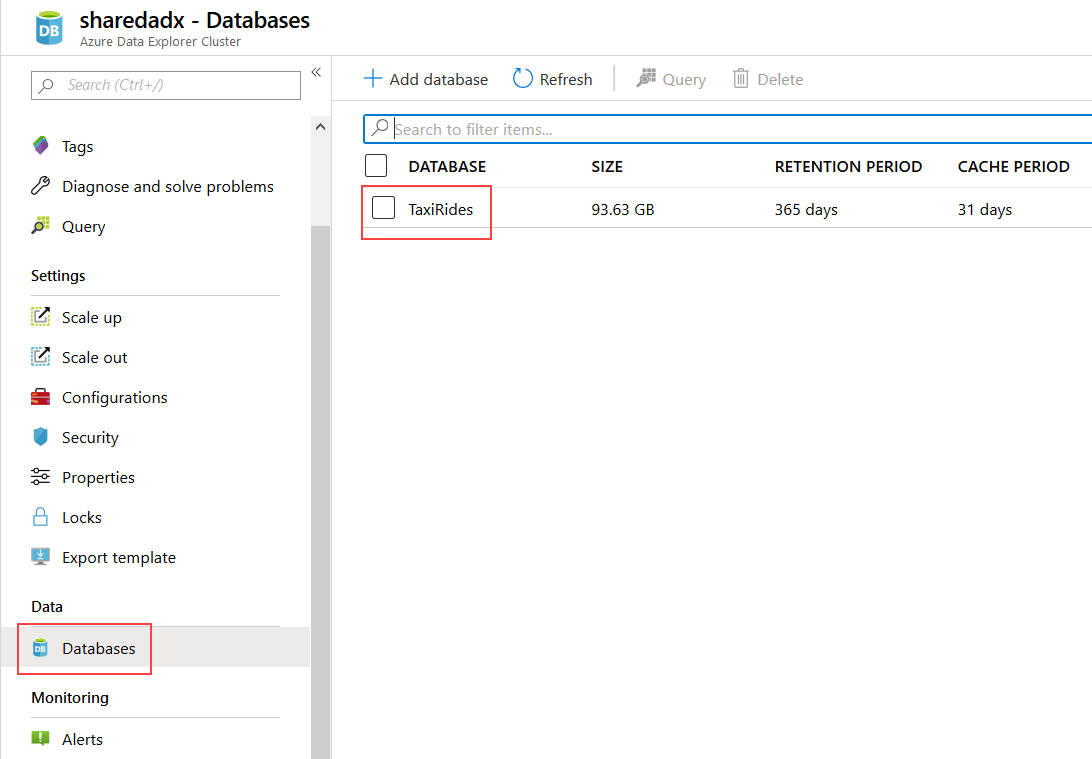 sharedadx - Databases
Azure Data Explorer Cluster
Search (Ctrl+/)
«
Tags
Diagnose and solve problems
Query
Settings
Scale up
Scale out
Configurations
Security
Properties
Locks
Export template
Data
DB Databases
Monitoring
Alerts
Add database Refresh Query Delete
Search to filter items...
DATABASE SIZE RETENTION PERIOD CACHE PERIOD
TaxiRides 93.63 GB 365 days 31 days